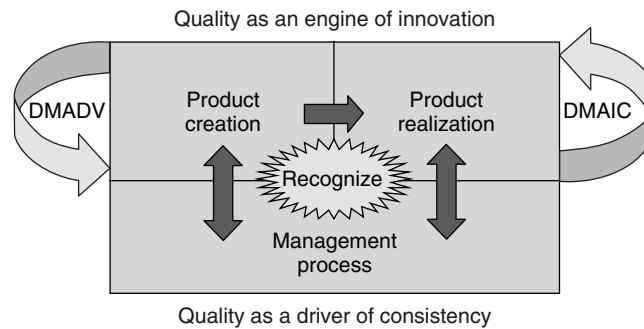 Quality as an engine of innovation
DMADV
Product
creation
Product
realization
DMAIC
Recognize
Management
process
Quality as a driver of consistency